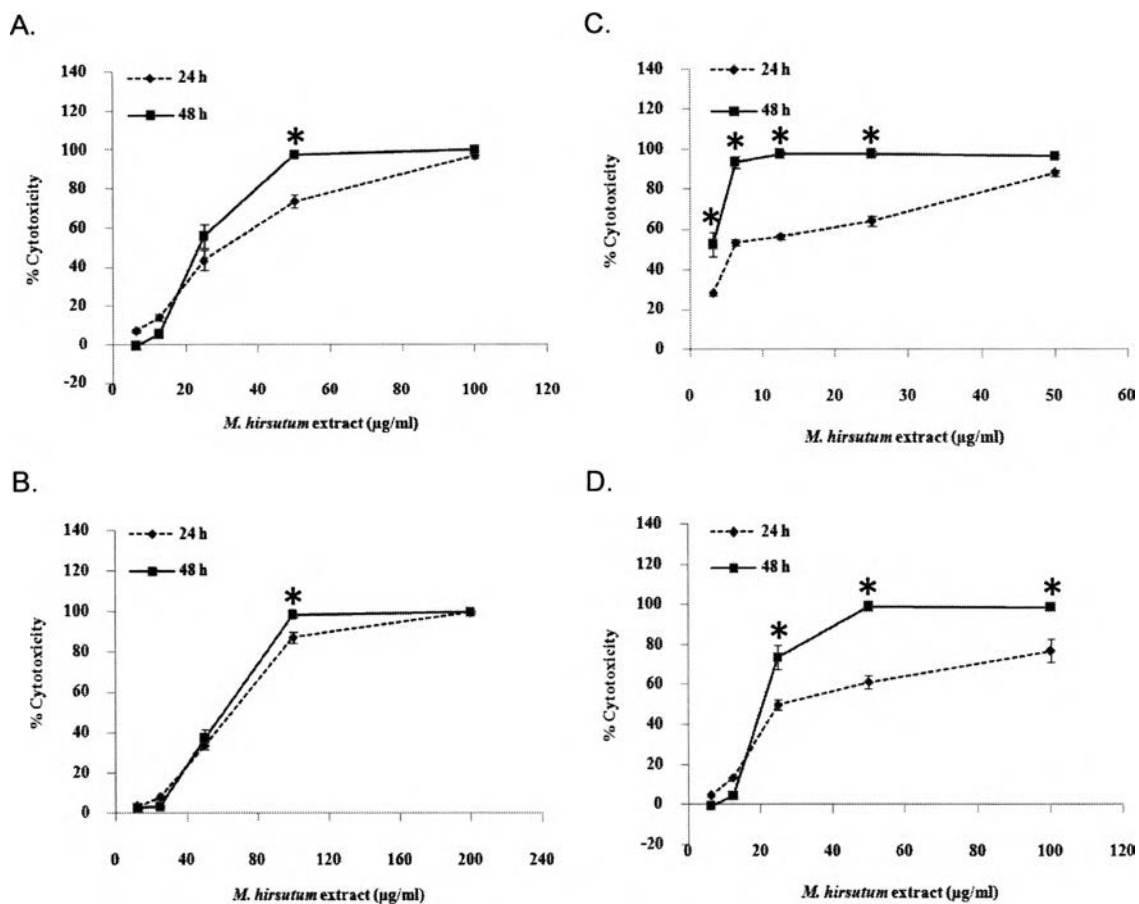 A.
140
120
100
80
60
40
20
0
-20
% Cytotoxicity
24 h
48 h
*
0 20 40 60 80 100 120
M. hirsutum extract (µg/ml)
C.
140
120
100
80
60
40
20
0
% Cytotoxicity
24 h
48 h
* * * *
0 10 20 30 40 50 60
M. hirsutum extract (µg/ml)
B.
140
120
100
80
60
40
20
0
% Cytotoxicity
24 h
48 h
*
0 40 80 120 160 200 240
M. hirsutum extract (µg/ml)
D.
140
120
100
80
60
40
20
0
-20
% Cytotoxicity
24 h
48 h
* * *
0 20 40 60 80 100 120
M. hirsutum extract (µg/ml)